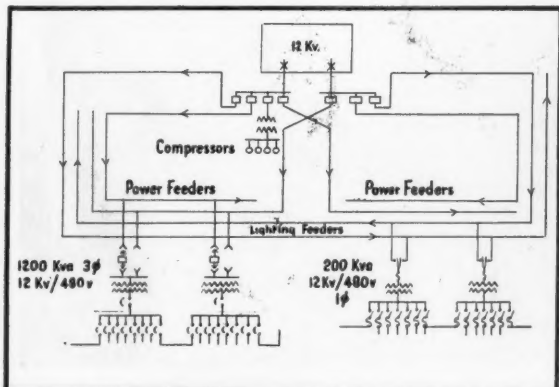 12 Kv.
Compressors
Power Feeders
Power Feeders
Lighting Feeders
1200 Kva 3φ
12 Kv/480v
200 Kva
12Kv/480v
1φ